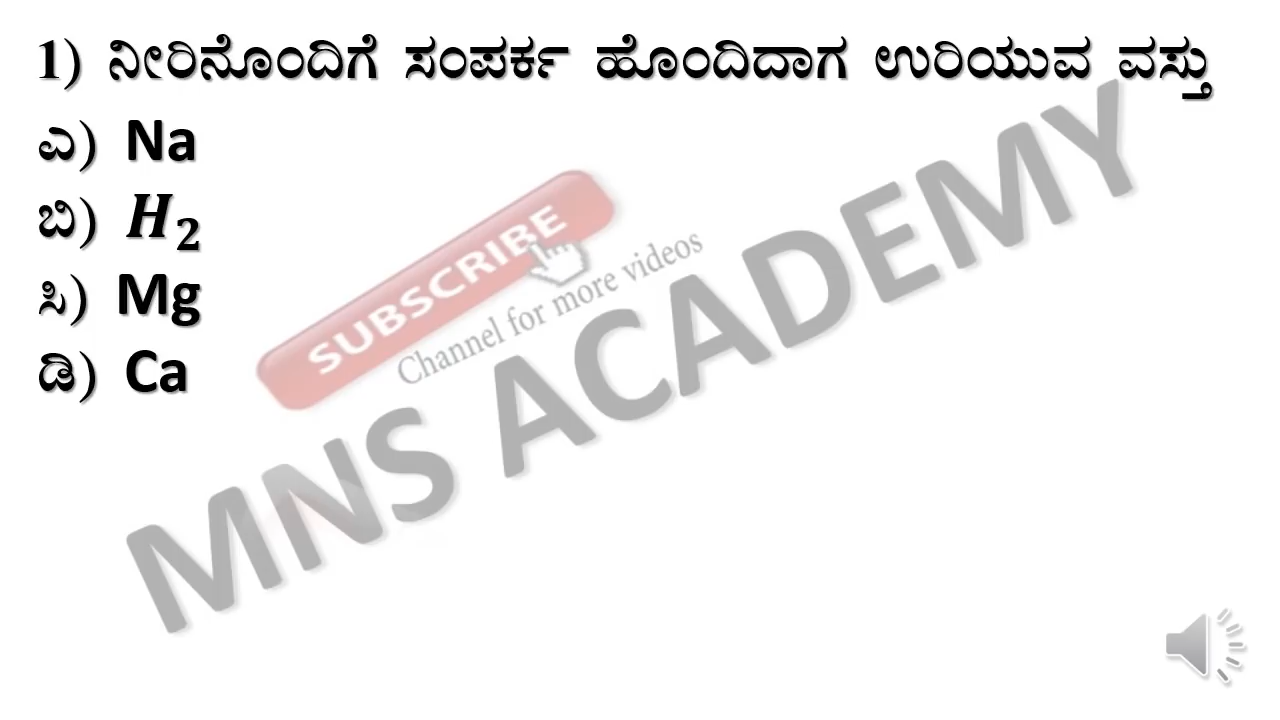 1) ನೀರಿನೊಂದಿಗೆ ಸಂಪರ್ಕ ಹೊಂದಿದಾಗ ಉರಿಯುವ ವಸ್ತು
ಎ) Na
ಬಿ) H₂
ಸಿ) Mg
ಡಿ) Ca
SUBSCRIBE
Channel for more videos
MNS ACADEMY